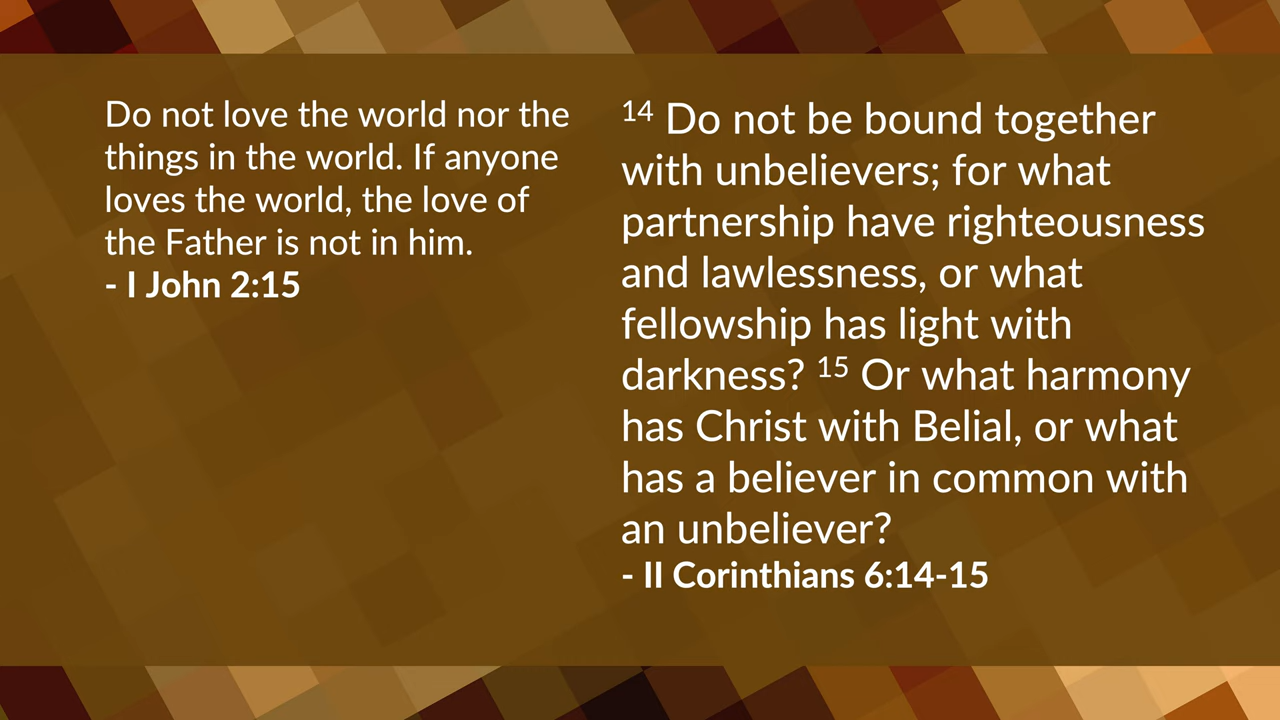 Do not love the world nor the
things in the world. If anyone
loves the world, the love of
the Father is not in him.
- I John 2:15
14 Do not be bound together
with unbelievers; for what
partnership have righteousness
and lawlessness, or what
fellowship has light with
darkness? 15 Or what harmony
has Christ with Belial, or what
has a believer in common with
an unbeliever?
- II Corinthians 6:14-15